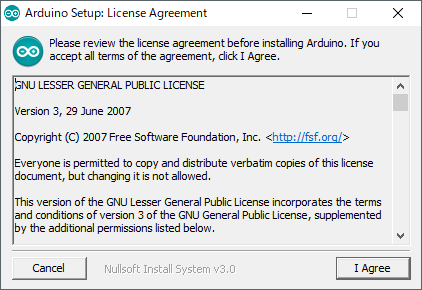 Arduino Setup: License Agreement
Please review the license agreement before installing Arduino. If you
accept all terms of the agreement, click I Agree.
GNU LESSER GENERAL PUBLIC LICENSE
Version 3, 29 June 2007
Copyright (C) 2007 Free Software Foundation, Inc. <http://fsf.org/>
Everyone is permitted to copy and distribute verbatim copies of this license
document, but changing it is not allowed.
This version of the GNU Lesser General Public License incorporates the terms
and conditions of version 3 of the GNU General Public License, supplemented
by the additional permissions listed below.
Cancel
Nullsoft Install System v3.0
I Agree